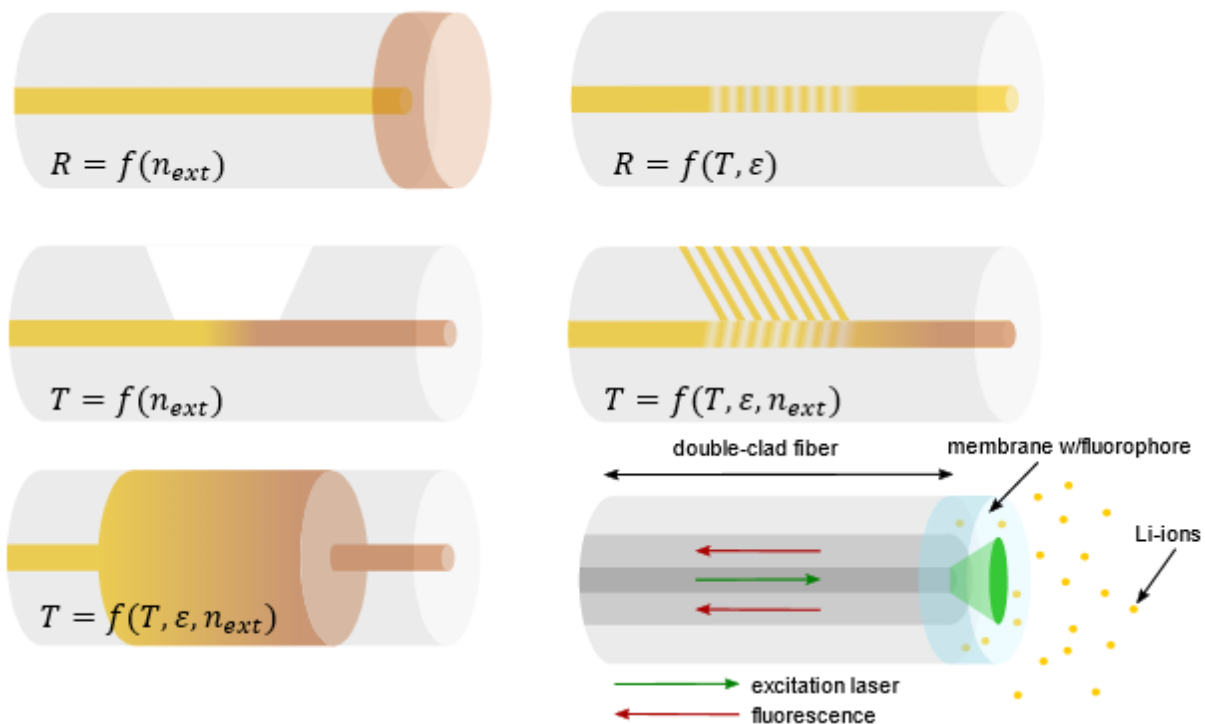 R = f(n_ext)
R = f(T, ε)
T = f(n_ext)
T = f(T, ε, n_ext)
T = f(T, ε, n_ext)
double-clad fiber
membrane w/fluorophore
Li-ions
excitation laser
fluorescence